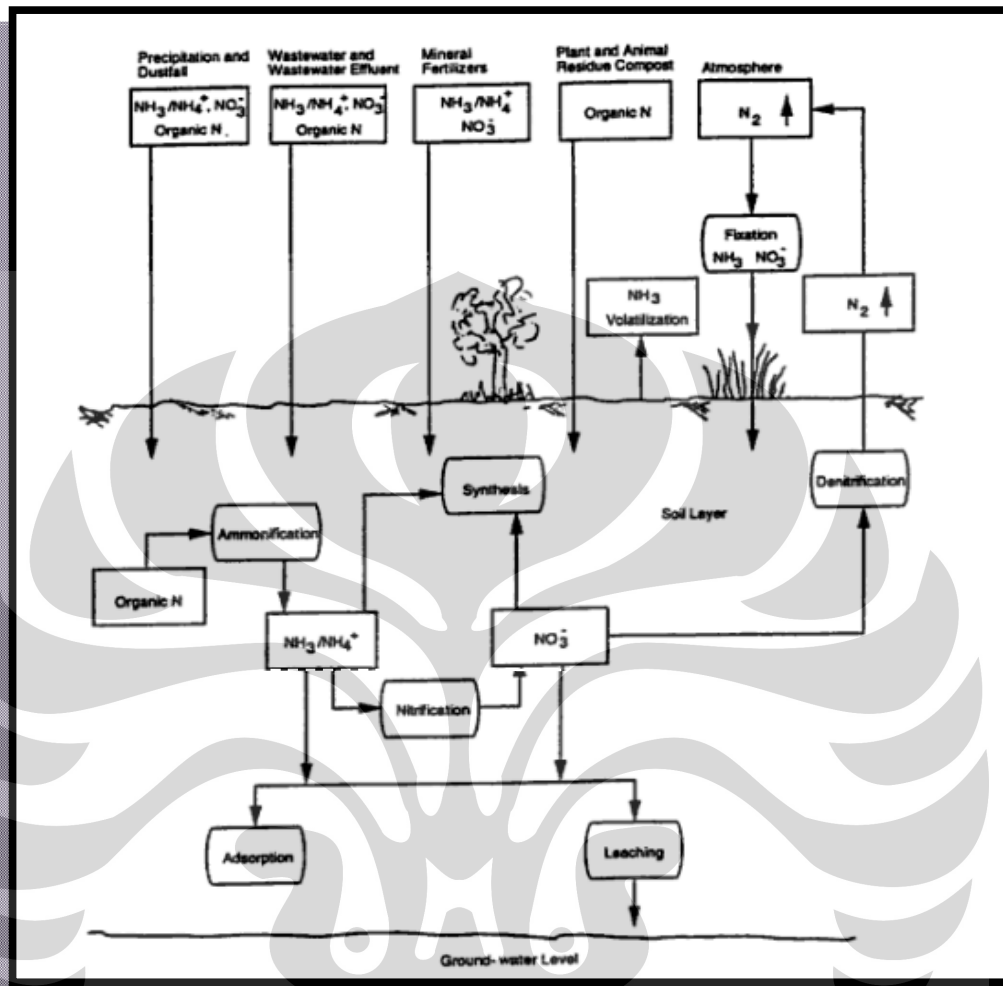 Precipitation and
Dustfall
NH₃/NH₄⁺, NO₃⁻
Organic N.
Wastewater and
Wastewater Effluent
NH₃/NH₄⁺, NO₃⁻
Organic N
Mineral
Fertilizers
NH₃/NH₄⁺
NO₃⁻
Plant and Animal
Residue Compost
Organic N
Atmosphere
N₂
Fixation
NH₃ NO₃⁻
NH₃
Volatilization
N₂
Synthesis
Denitrification
Soil Layer
Ammonification
Organic N
NH₃/NH₄⁺
NO₃⁻
Nitrification
Adsorption
Leaching
Ground-water Level